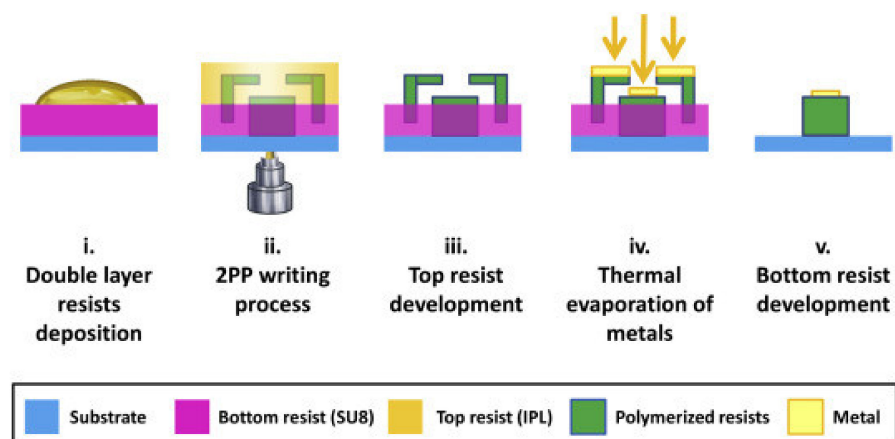 i.
Double layer
resists
deposition
ii.
2PP writing
process
iii.
Top resist
development
iv.
Thermal
evaporation of
metals
v.
Bottom resist
development
Substrate
Bottom resist (SU8)
Top resist (IPL)
Polymerized resists
Metal